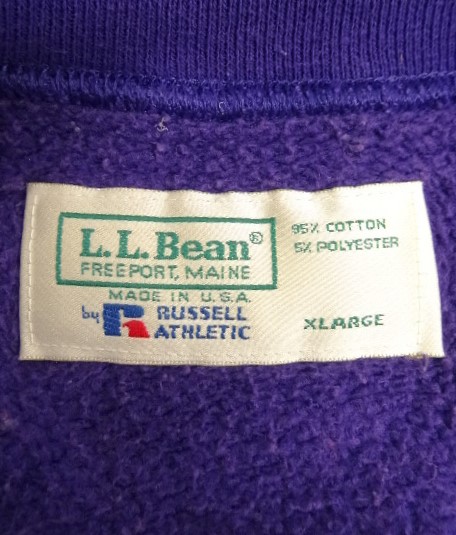 L.L.Bean®
FREEPORT, MAINE
MADE IN U.S.A.
by R RUSSELL
ATHLETIC
95% COTTON
5% POLYESTER
XLARGE